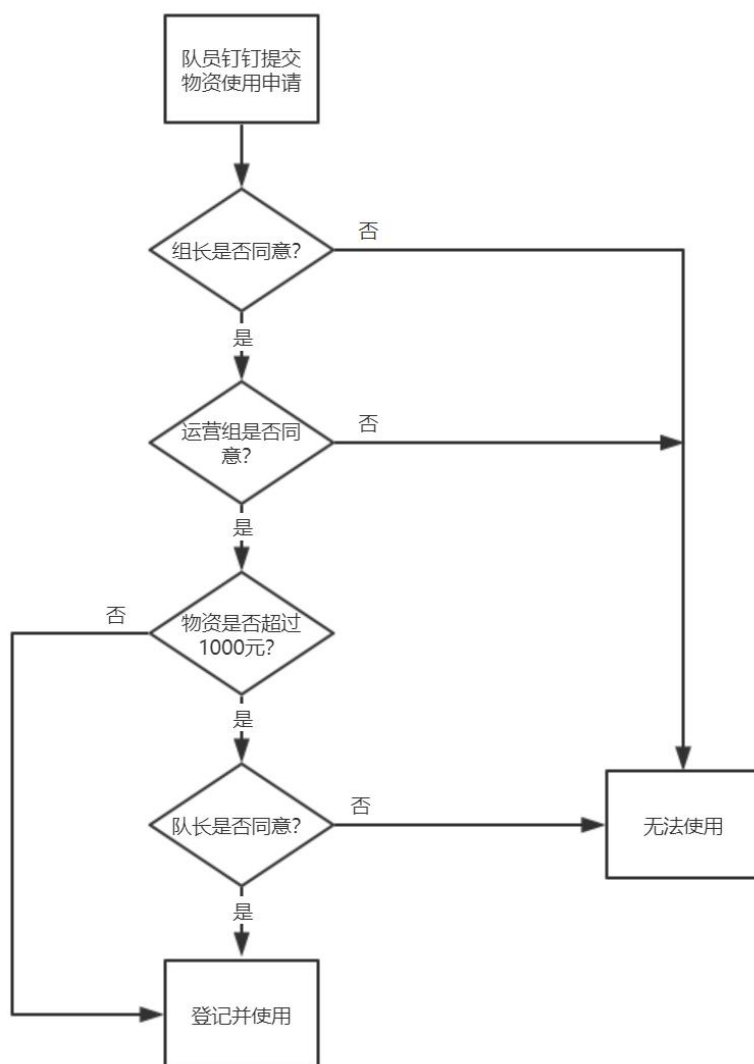 队员钉钉提交
物资使用申请
组长是否同意?
否
是
运营组是否同
意?
否
是
物资是否超过
1000元?
否
是
队长是否同意?
否
无法使用
是
登记并使用